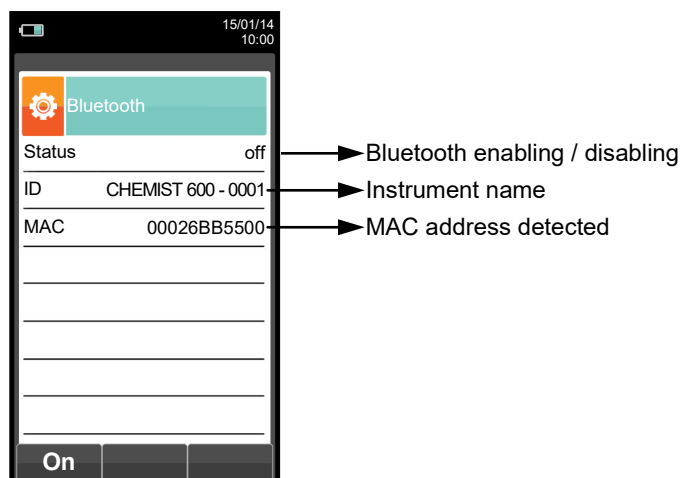 15/01/14
10:00
Bluetooth
Status off
Bluetooth enabling / disabling
ID CHEMIST 600 - 0001
Instrument name
MAC 00026BB5500
MAC address detected
On